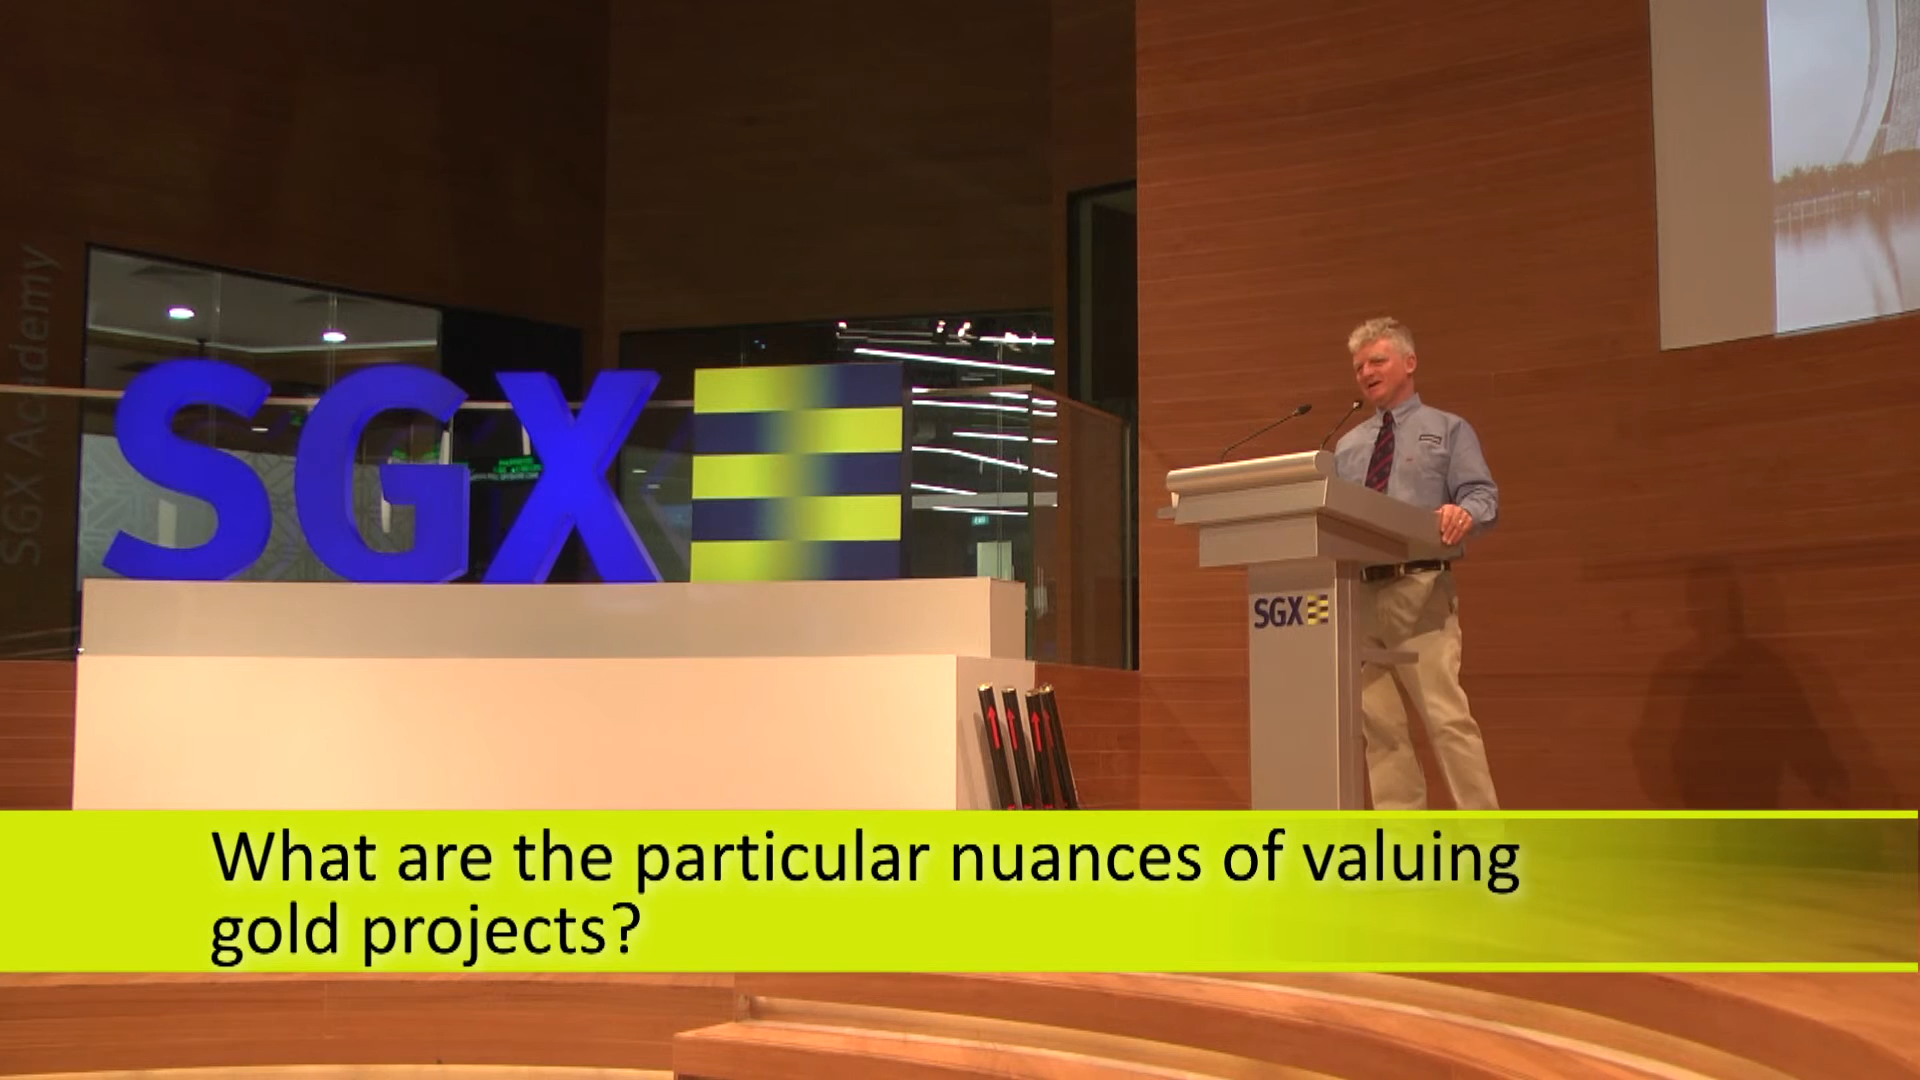 SGX Academy
SGX
SGX
What are the particular nuances of valuing
gold projects?